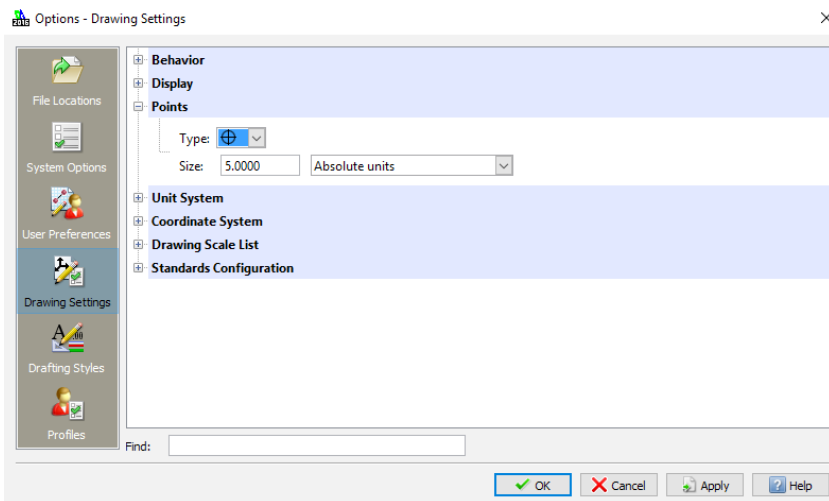 2016 Options - Drawing Settings
File Locations
System Options
User Preferences
Drawing Settings
Drafting Styles
Profiles
Behavior
Display
Points
Type:
Size: 5.0000 Absolute units
Unit System
Coordinate System
Drawing Scale List
Standards Configuration
Find:
OK Cancel Apply Help